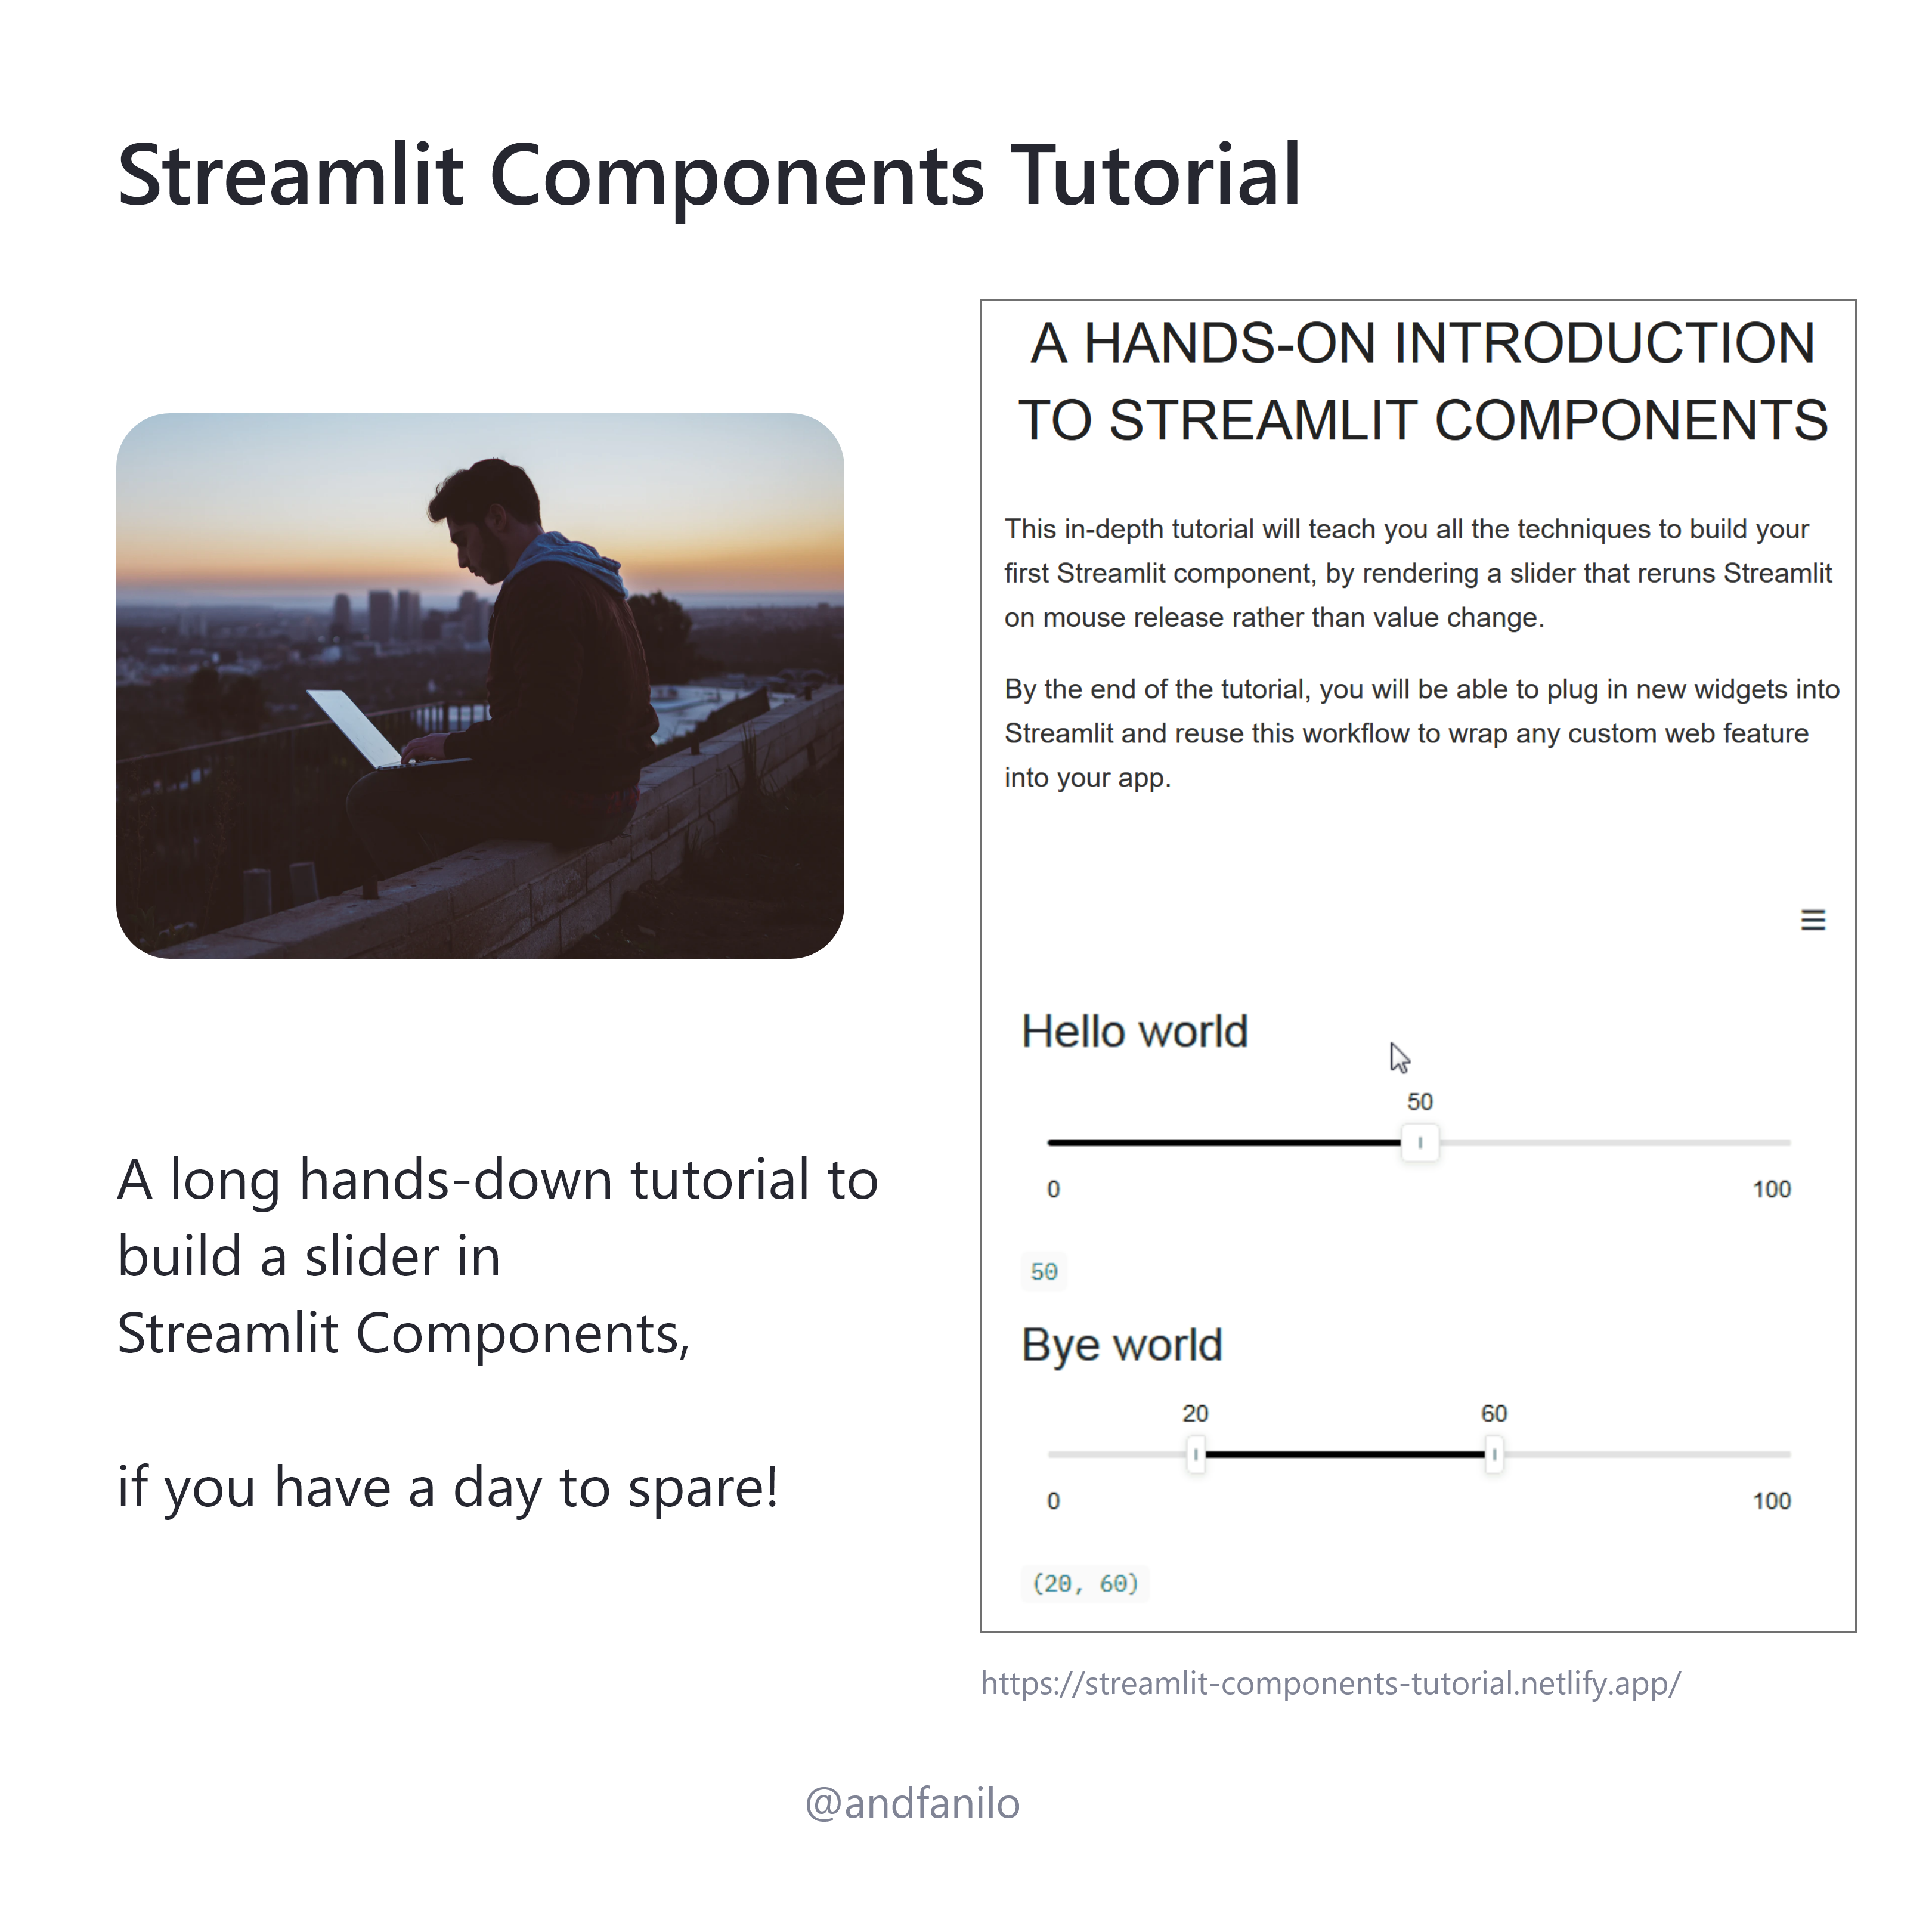 Streamlit Components Tutorial
A long hands-down tutorial to
build a slider in
Streamlit Components,
if you have a day to spare!
A HANDS-ON INTRODUCTION
TO STREAMLIT COMPONENTS
This in-depth tutorial will teach you all the techniques to build your
first Streamlit component, by rendering a slider that reruns Streamlit
on mouse release rather than value change.
By the end of the tutorial, you will be able to plug in new widgets into
Streamlit and reuse this workflow to wrap any custom web feature
into your app.
Hello world
50
0 100
50
Bye world
20 60
0 100
(20, 60)
https://streamlit-components-tutorial.netlify.app/
@andfanilo